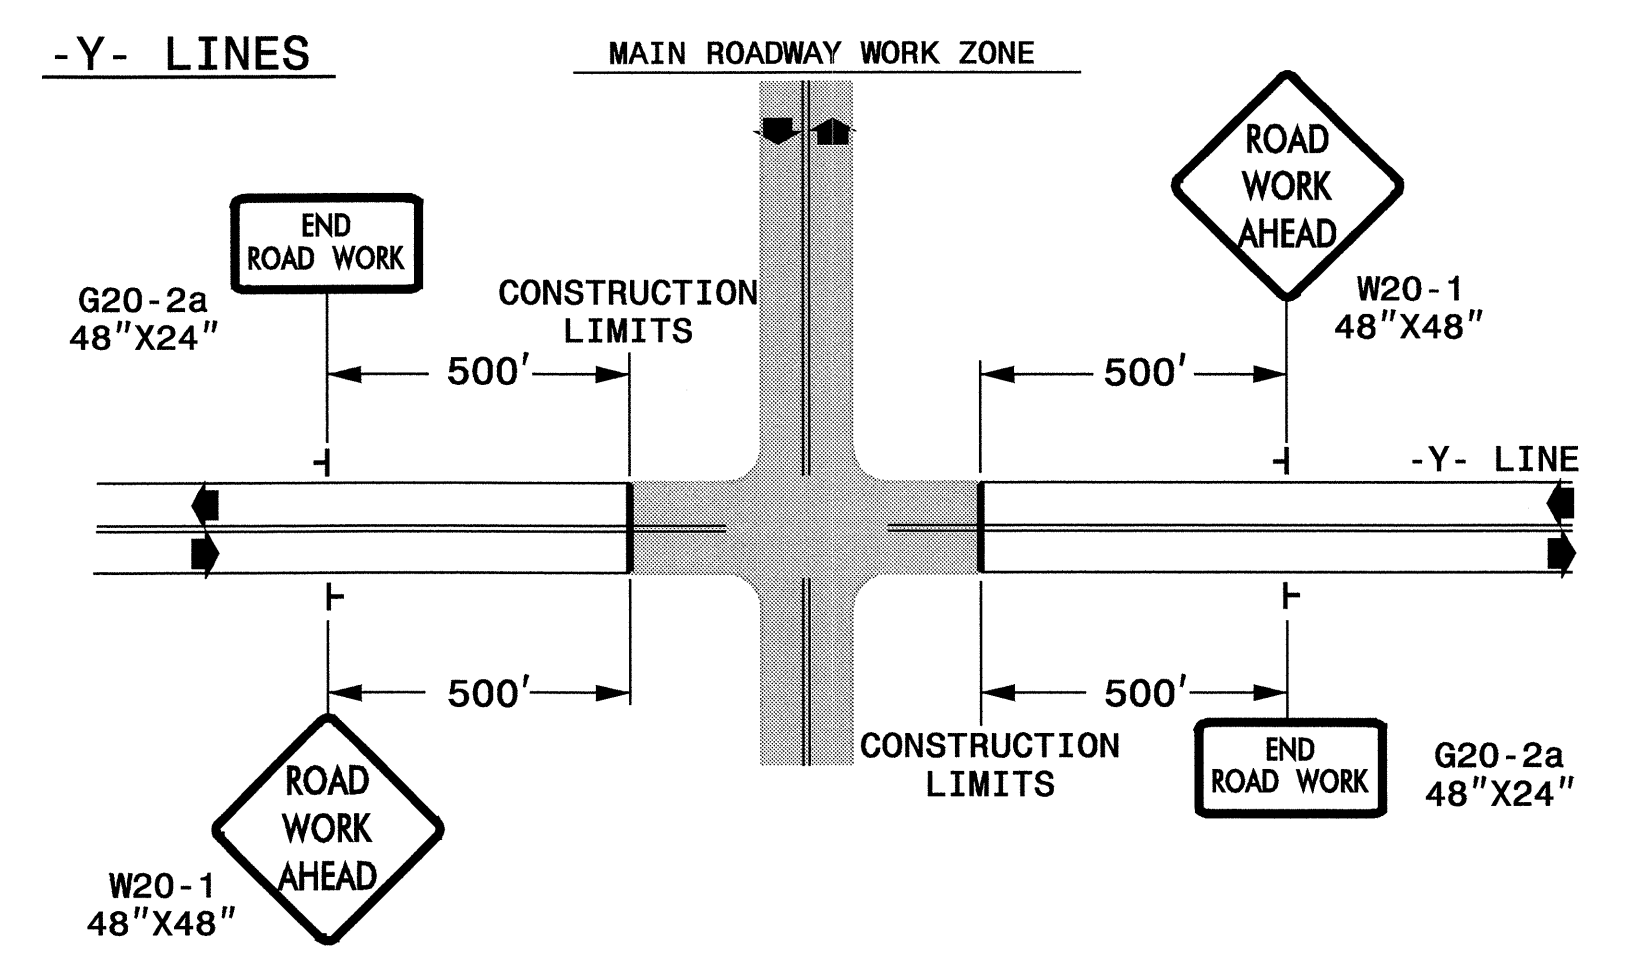 -Y- LINES
MAIN ROADWAY WORK ZONE
ROAD
WORK
AHEAD
END
ROAD WORK
G20-2a
48"X24"
CONSTRUCTION
LIMITS
W20-1
48"X48"
500'
500'
-Y- LINE
500'
500'
CONSTRUCTION
LIMITS
END
ROAD WORK
G20-2a
48"X24"
ROAD
WORK
AHEAD
W20-1
48"X48"